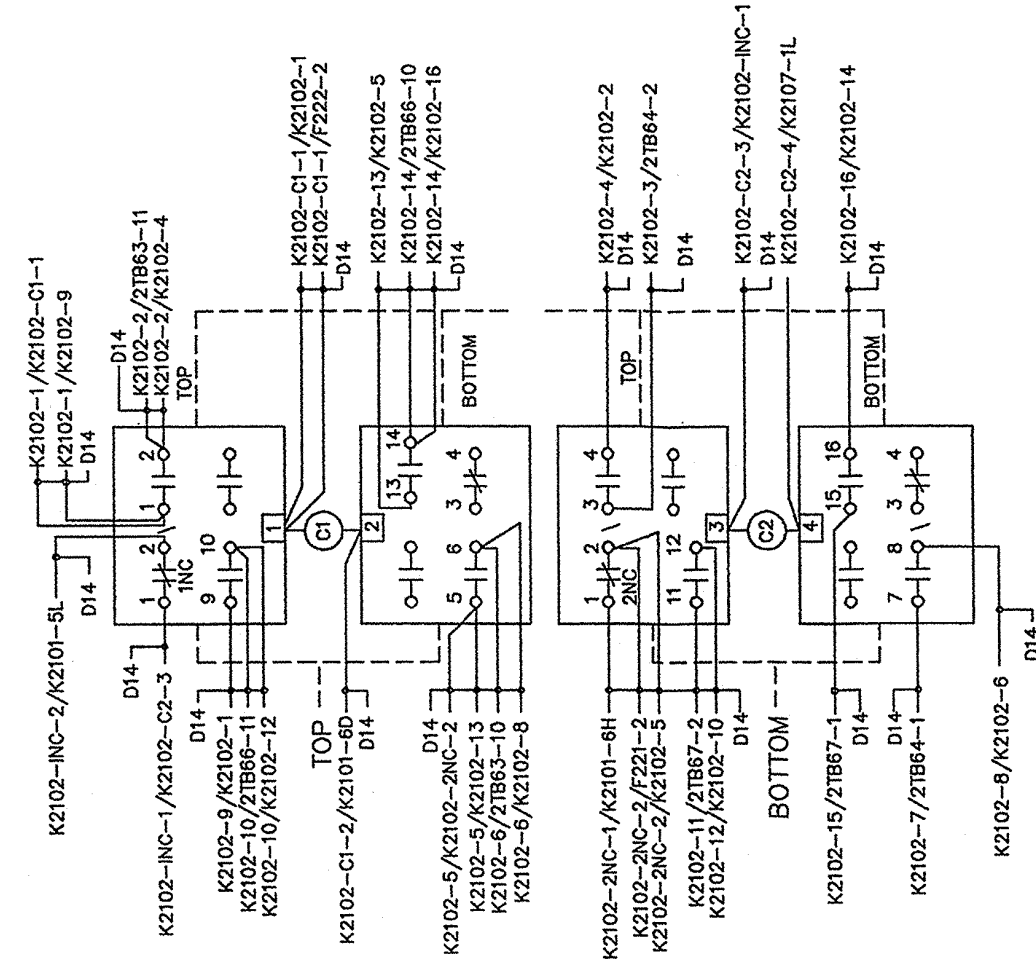 K2102-1/K2102-C1-1
K2102-1/K2102-9
D14
D14
K2102-2/2TB63-11
K2102-2/K2102-4
TOP
K2102-INC-2/K2101-5L
D14
D14
K2102-INC-1/K2102-C2-3
1
2
1
2
1NC
9
10
D14
K2102-9/K2102-1
K2102-10/2TB66-11
K2102-10/K2102-12
K2102-C1-1/K2102-1
K2102-C1-1/F222-2
D14
1
C1
2
TOP
K2102-C1-2/K2101-6D
D14
K2102-13/K2102-5
K2102-14/2TB66-10
K2102-14/K2102-16
D14
13
14
5
6
3
4
BOTTOM
D14
K2102-5/K2102-2NC-2
K2102-5/K2102-13
K2102-6/2TB63-10
K2102-6/K2102-8
K2102-4/K2102-2
D14
K2102-3/2TB64-2
D14
TOP
1
2
3
4
2NC
11
12
K2102-2NC-1/K2101-6H
K2102-2NC-2/F221-2
K2102-2NC-2/K2102-5
K2102-11/2TB67-2
K2102-12/K2102-10
D14
3
C2
4
K2102-C2-3/K2102-INC-1
D14
K2102-C2-4/K2107-1L
BOTTOM
K2102-16/K2102-14
D14
BOTTOM
15
16
7
8
3
4
K2102-15/2TB67-1
D14
D14
K2102-7/2TB64-1
K2102-8/K2102-6
D14